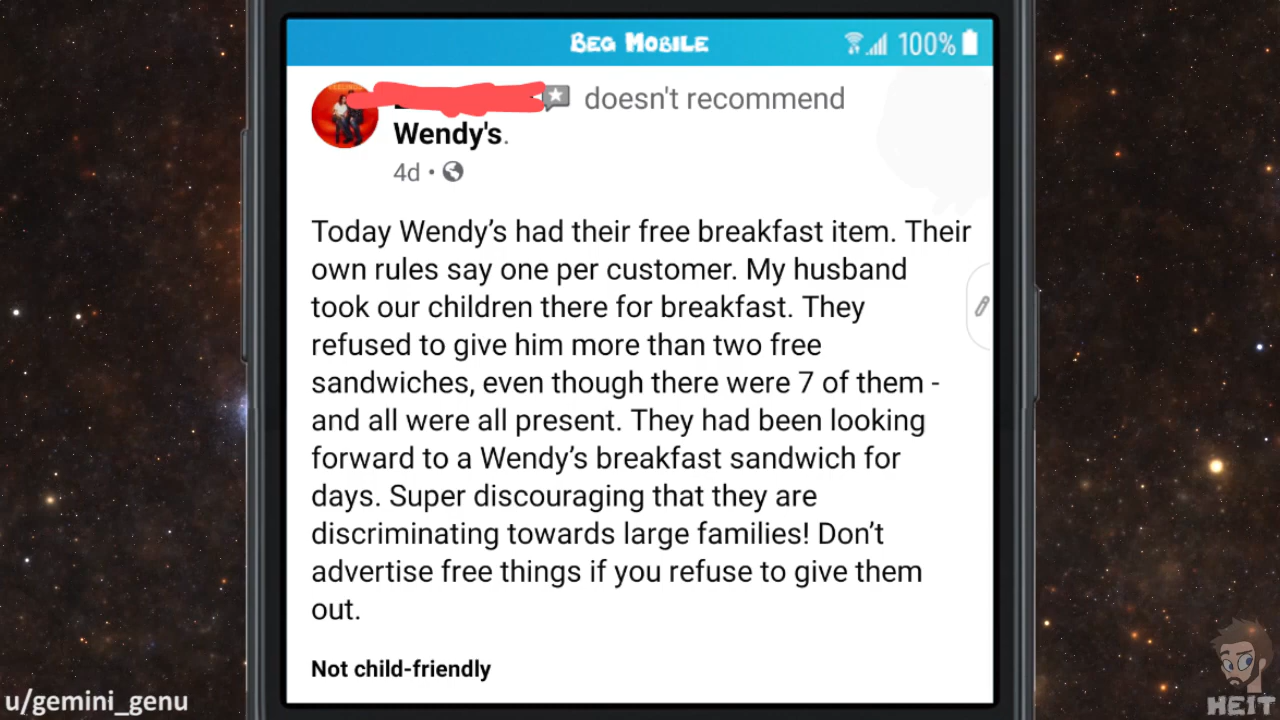 BEG MOBILE
100%
doesn't recommend
Wendy's.
4d •
Today Wendy's had their free breakfast item. Their
own rules say one per customer. My husband
took our children there for breakfast. They
refused to give him more than two free
sandwiches, even though there were 7 of them -
and all were all present. They had been looking
forward to a Wendy's breakfast sandwich for
days. Super discouraging that they are
discriminating towards large families! Don't
advertise free things if you refuse to give them
out.
Not child-friendly
u/gemini_genu
HEIT